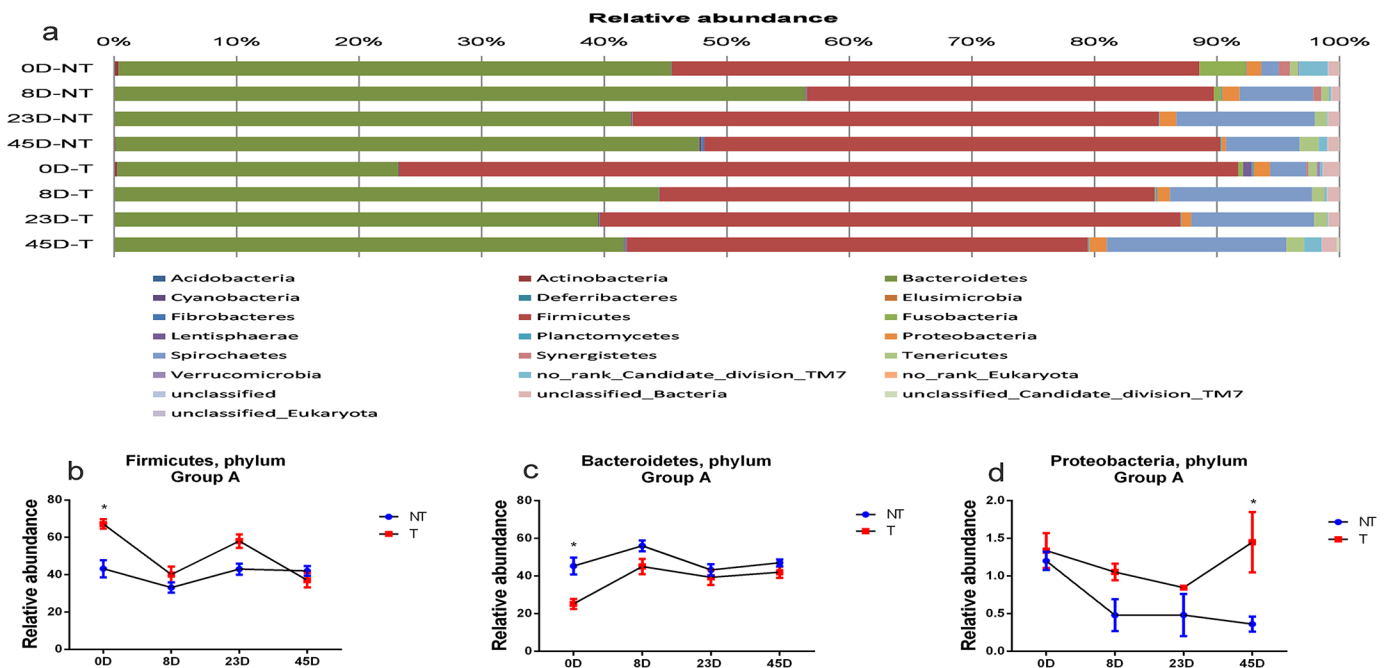 Relative abundance
a
0% 10% 20% 30% 40% 50% 60% 70% 80% 90% 100%
0D-NT
8D-NT
23D-NT
45D-NT
0D-T
8D-T
23D-T
45D-T
Acidobacteria Actinobacteria Bacteroidetes
Cyanobacteria Deferribacteres Elusimicrobia
Fibrobacteres Firmicutes Fusobacteria
Lentisphaerae Planctomycetes Proteobacteria
Spirochaetes Synergistetes Tenericutes
Verrucomicrobia no_rank_Candidate_division_TM7 no_rank_Eukaryota
unclassified unclassified_Bacteria unclassified_Candidate_division_TM7
unclassified_Eukaryota
b
Firmicutes, phylum
Group A
Relative abundance
80
60
40
20
0
*
NT
T
0D 8D 23D 45D
c
Bacteroidetes, phylum
Group A
Relative abundance
80
60
40
20
0
*
NT
T
0D 8D 23D 45D
d
Proteobacteria, phylum
Group A
Relative abundance
2.0
1.5
1.0
0.5
0.0
*
NT
T
0D 8D 23D 45D